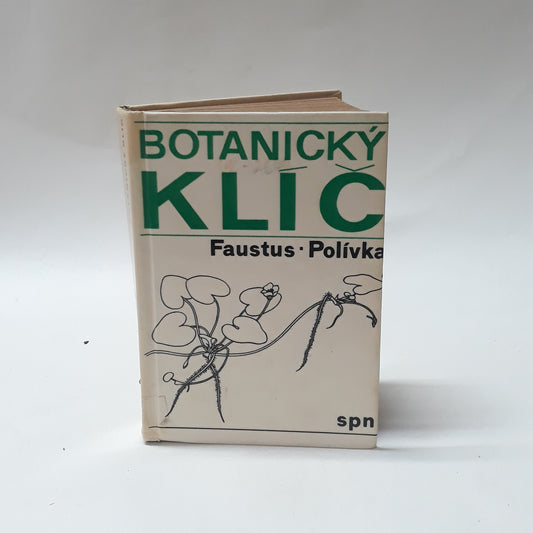 BOTANICKÝ
KLÍČ
Faustus · Polívka
spn